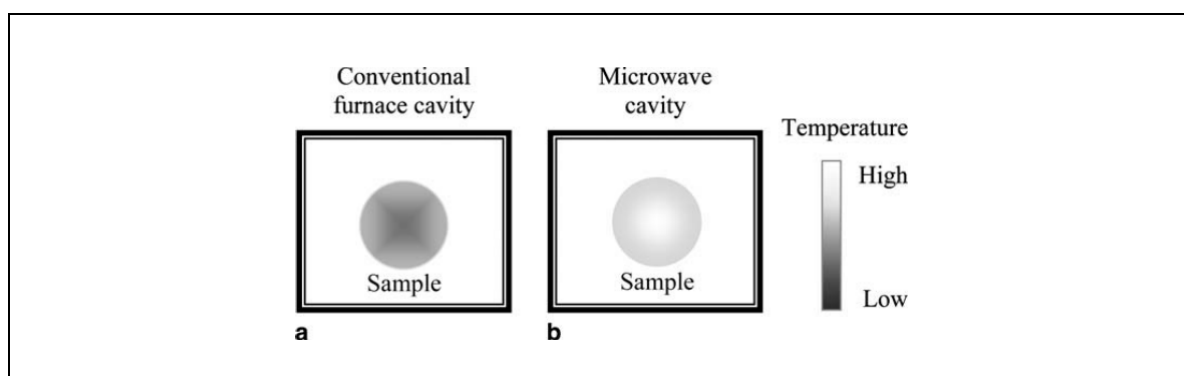 Conventional
furnace cavity
Microwave
cavity
Temperature
High
Low
Sample
Sample
a
b